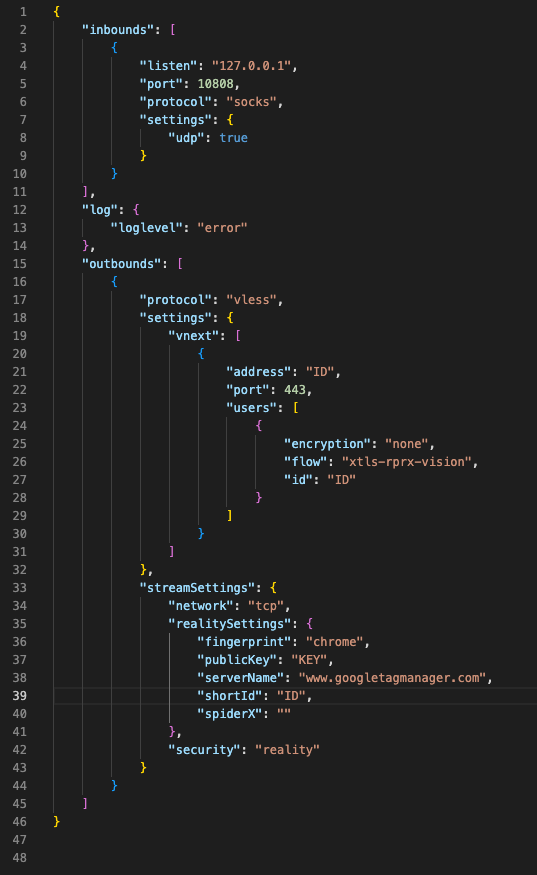 1 {
2     "inbounds": [
3         {
4             "listen": "127.0.0.1",
5             "port": 10808,
6             "protocol": "socks",
7             "settings": {
8                 "udp": true
9             }
10         }
11     ],
12     "log": {
13         "loglevel": "error"
14     },
15     "outbounds": [
16         {
17             "protocol": "vless",
18             "settings": {
19                 "vnext": [
20                     {
21                         "address": "ID",
22                         "port": 443,
23                         "users": [
24                             {
25                                 "encryption": "none",
26                                 "flow": "xtls-rprx-vision",
27                                 "id": "ID"
28                             }
29                         ]
30                     }
31                 ]
32             },
33             "streamSettings": {
34                 "network": "tcp",
35                 "realitySettings": {
36                     "fingerprint": "chrome",
37                     "publicKey": "KEY",
38                     "serverName": "www.googletagmanager.com",
39                     "shortId": "ID",
40                     "spiderX": ""
41                 },
42                 "security": "reality"
43             }
44         }
45     ]
46 }
47
48